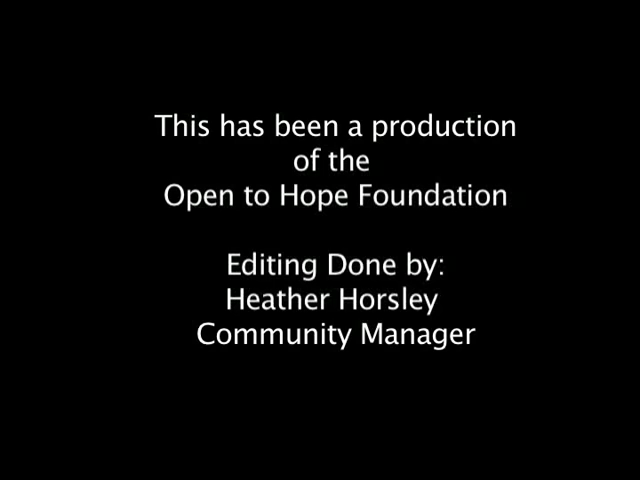 This has been a production
of the
Open to Hope Foundation
Editing Done by:
Heather Horsley
Community Manager